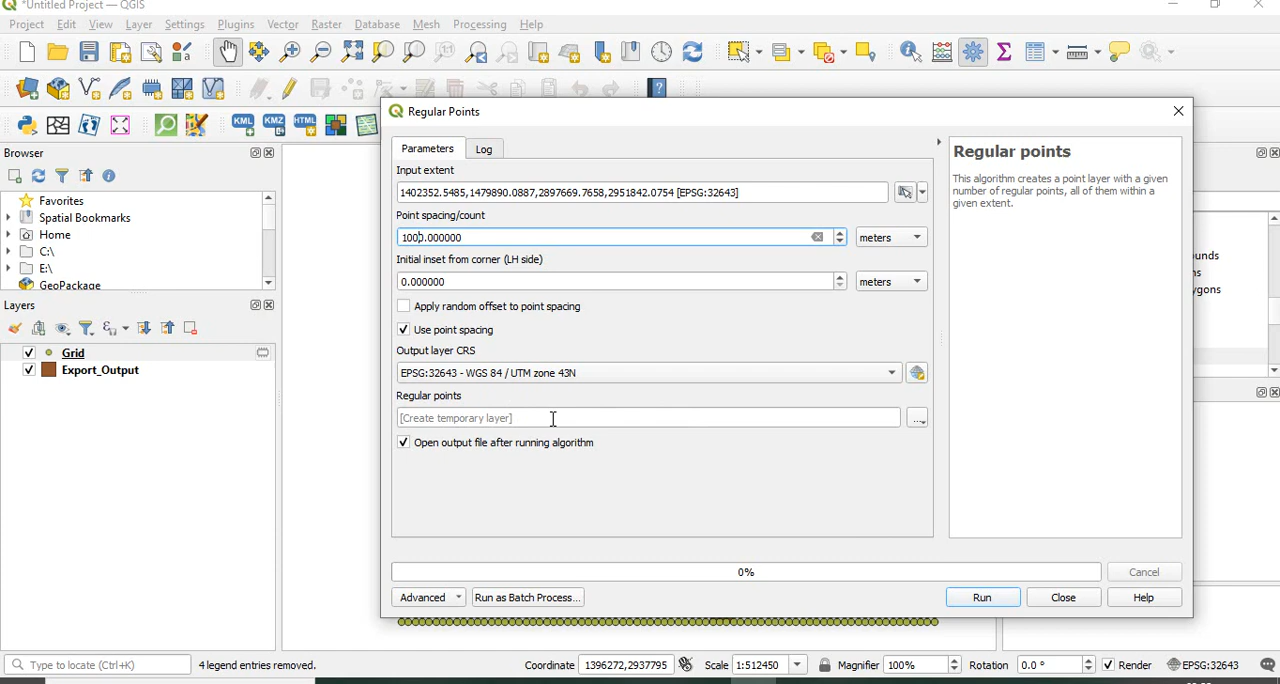 *Untitled Project — QGIS
Project Edit View Layer Settings Plugins Vector Raster Database Mesh Processing Help
KML KMZ HTML
Regular Points
Browser
Favorites
Spatial Bookmarks
Home
C:\
E:\
GeoPackage
Layers
Grid
Export_Output
Parameters Log
Input extent
1402352.5485,1479890.0887,2897669.7658,2951842.0754 [EPSG:32643]
Point spacing/count
1000.000000 meters
Initial inset from corner (LH side)
0.000000 meters
Apply random offset to point spacing
Use point spacing
Output layer CRS
EPSG:32643 - WGS 84 / UTM zone 43N
Regular points
[Create temporary layer] ...
Open output file after running algorithm
0% Cancel
Advanced Run as Batch Process... Run Close Help
Regular points
This algorithm creates a point layer with a given
number of regular points, all of them within a
given extent.
ounds
ns
ygons
Type to locate (Ctrl+K) 4 legend entries removed. Coordinate 1396272,2937795 Scale 1:512450 Magnifier 100% Rotation 0.0 ° Render EPSG:32643